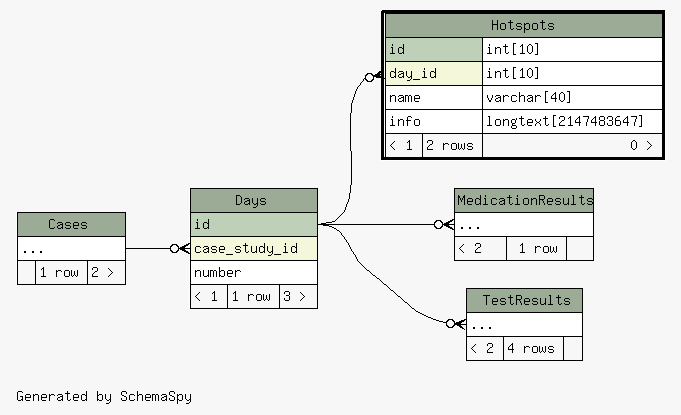 Hotspots
id int[10]
day_id int[10]
name varchar[40]
info longtext[2147483647]
< 1 2 rows 0 >
Days
id
case_study_id
number
< 1 1 row 3 >
Cases
...
1 row 2 >
MedicationResults
...
< 2 1 row
TestResults
...
< 2 4 rows
Generated by SchemaSpy